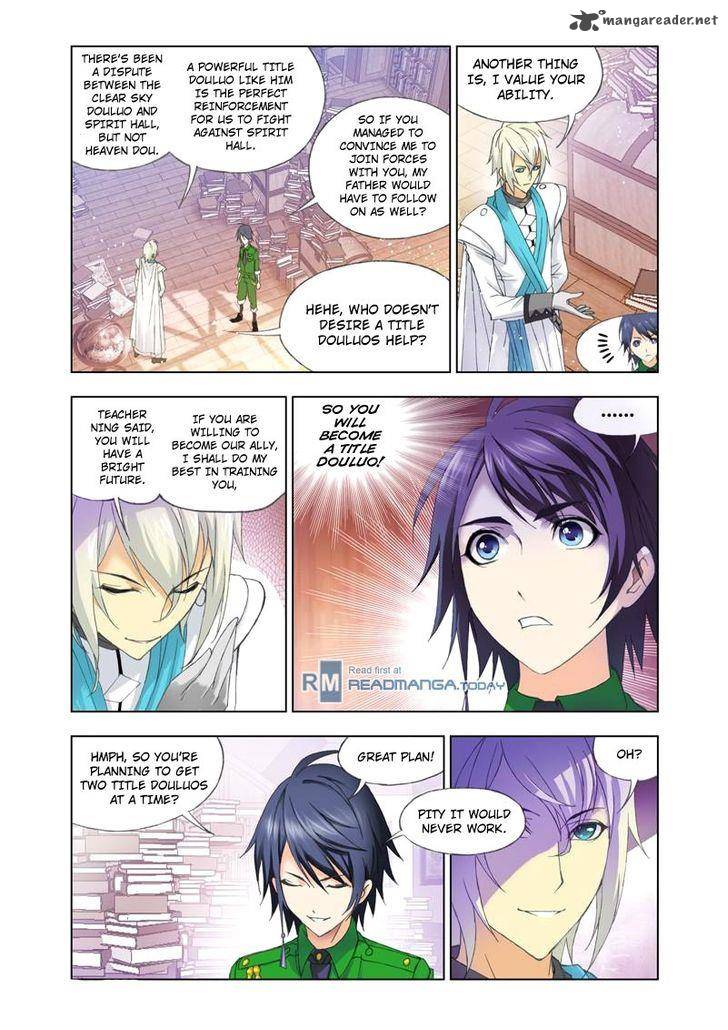 mangareader.net
THERE'S BEEN
A DISPUTE
BETWEEN THE
CLEAR SKY
DOULUO AND
SPIRIT HALL,
BUT NOT
HEAVEN DOU.
A POWERFUL TITLE
DOULUO LIKE HIM
IS THE PERFECT
REINFORCEMENT
FOR US TO FIGHT
AGAINST SPIRIT
HALL.
SO IF YOU
MANAGED TO
CONVINCE ME TO
JOIN FORCES
WITH YOU, MY
FATHER WOULD
HAVE TO FOLLOW
ON AS WELL?
HEHE, WHO DOESN'T
DESIRE A TITLE
DOULUOS HELP?
ANOTHER THING
IS, I VALUE YOUR
ABILITY.
TEACHER
NING SAID,
YOU WILL
HAVE A
BRIGHT
FUTURE.
IF YOU ARE
WILLING TO
BECOME OUR ALLY,
I SHALL DO MY
BEST IN TRAINING
YOU,
SO YOU
WILL
BECOME
A TITLE
DOULUO!
......
Read first at
RM READMANGA.TODAY
HMPH, SO YOU'RE
PLANNING TO GET
TWO TITLE DOULUOS
AT A TIME?
GREAT PLAN!
PITY IT WOULD
NEVER WORK.
OH?